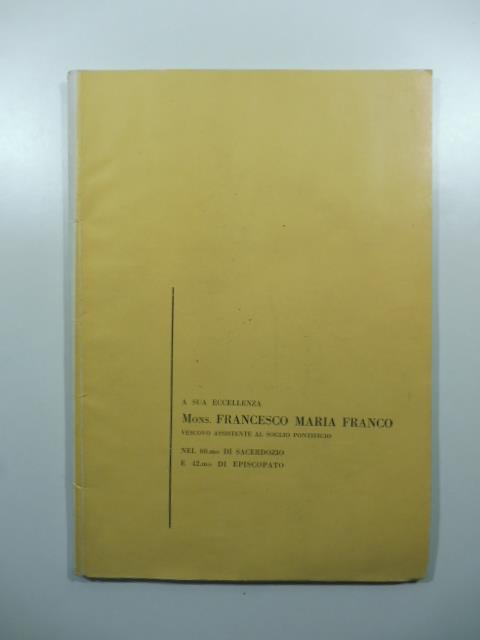 A SUA ECCELLENZA
MONS. FRANCESCO MARIA FRANCO
VESCOVO ASSISTENTE AL SOGLIO PONTIFICIO
NEL 60.mo DI SACERDOZIO
E 42.mo DI EPISCOPATO